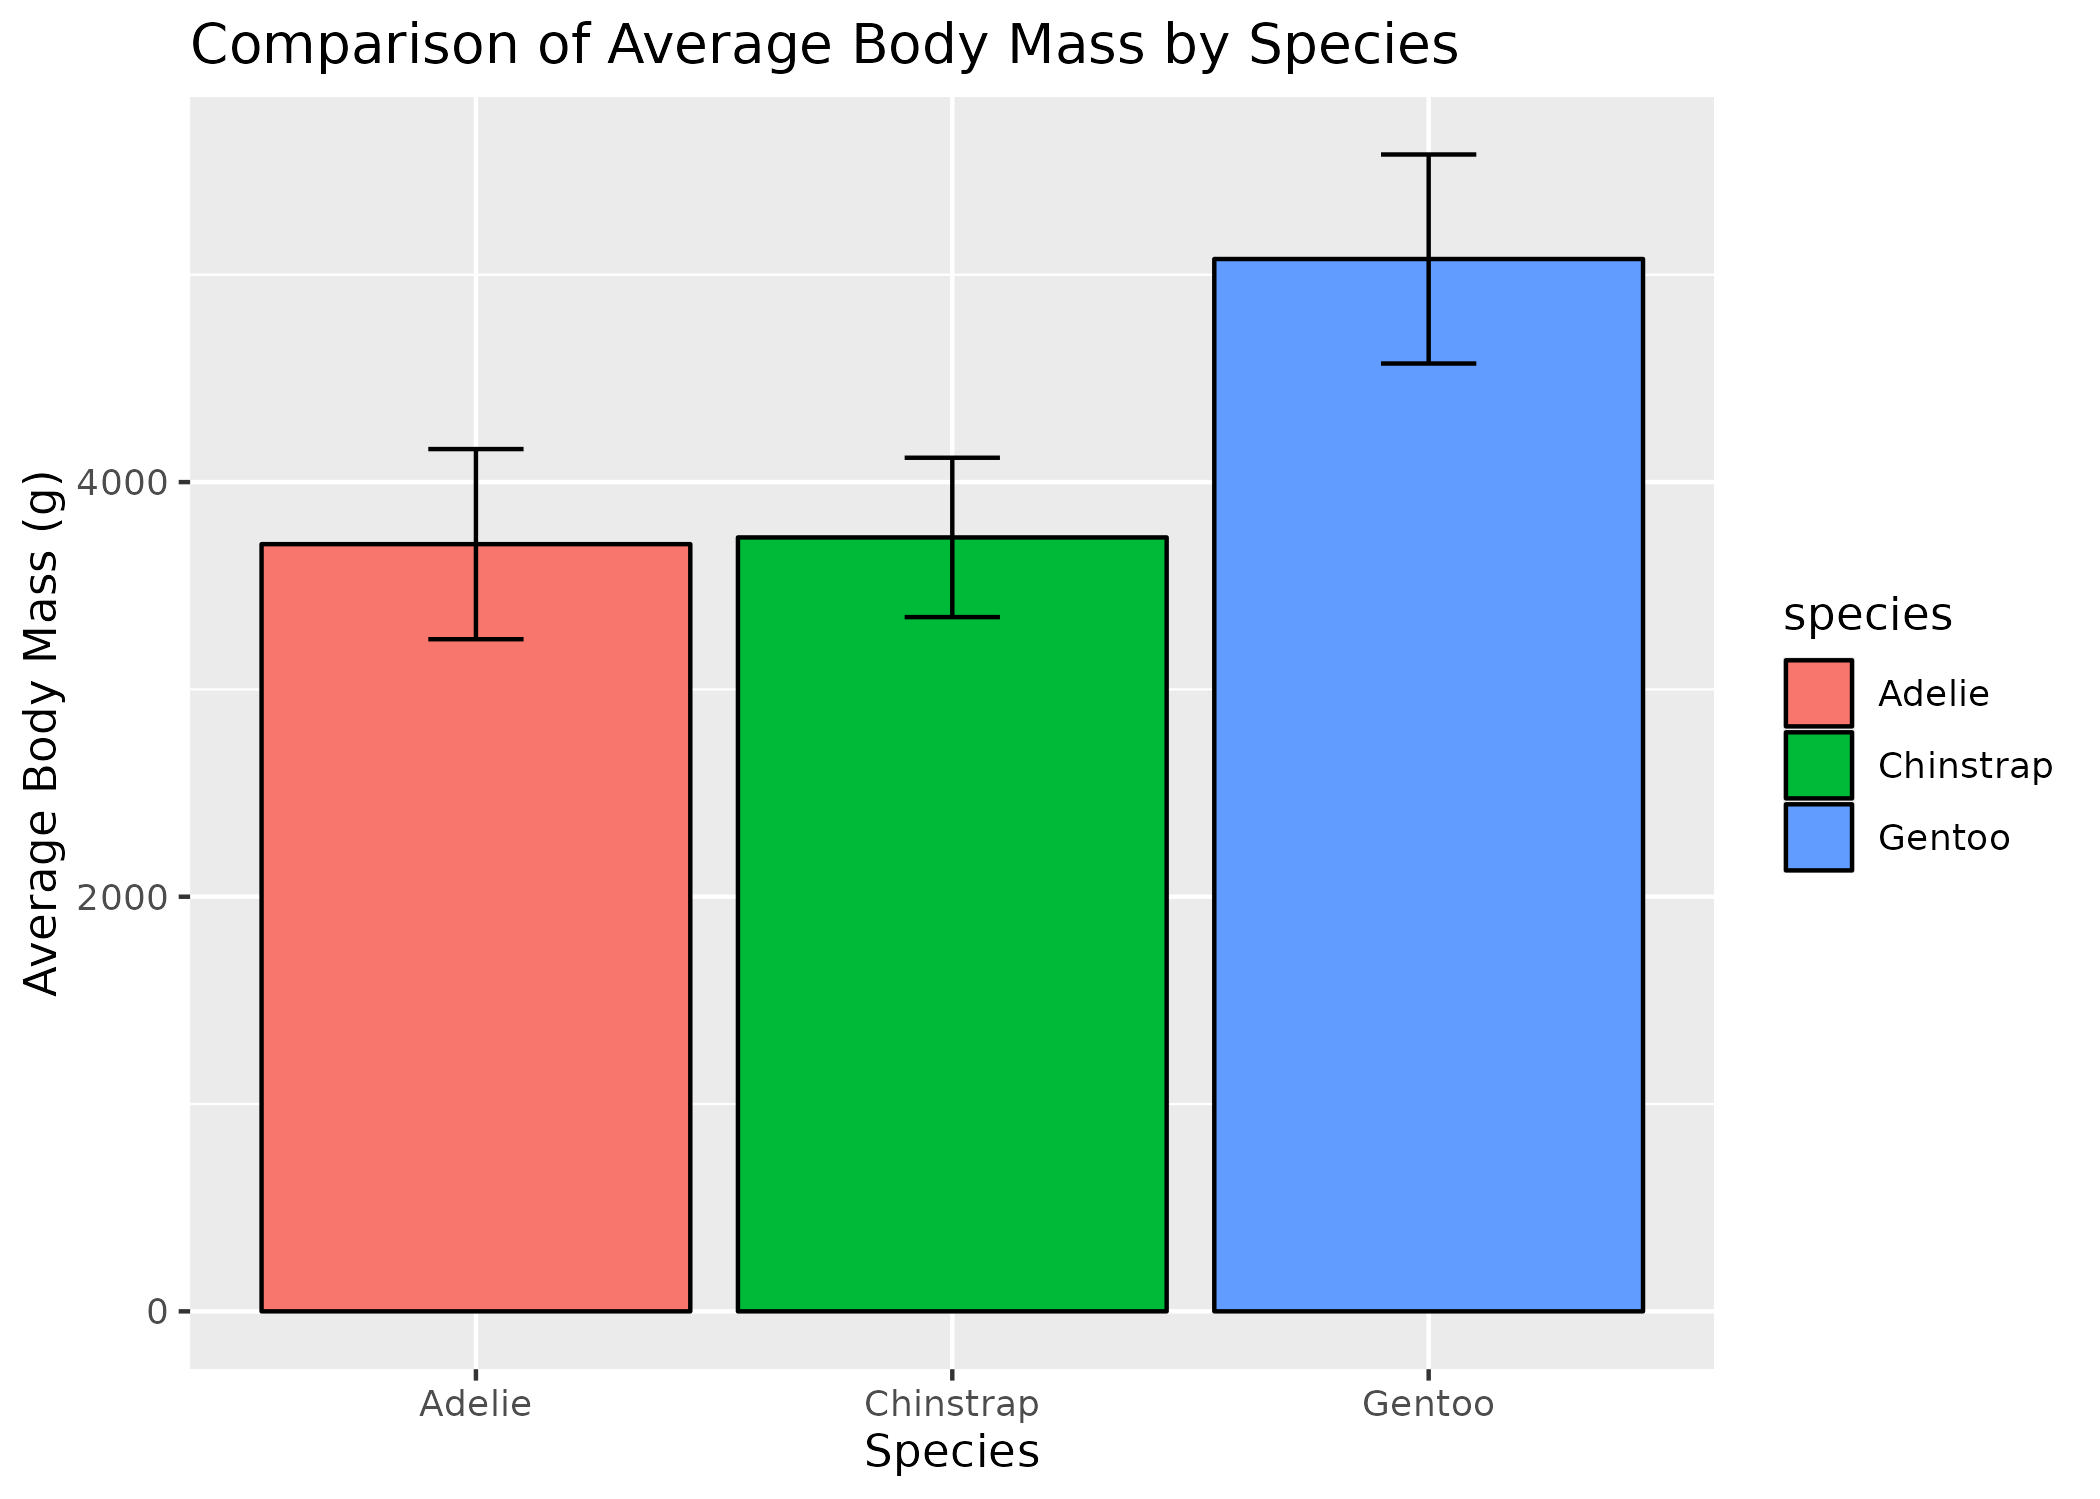 Comparison of Average Body Mass by Species
Average Body Mass (g)
4000
2000
0
Adelie
Chinstrap
Gentoo
Species
species
Adelie
Chinstrap
Gentoo